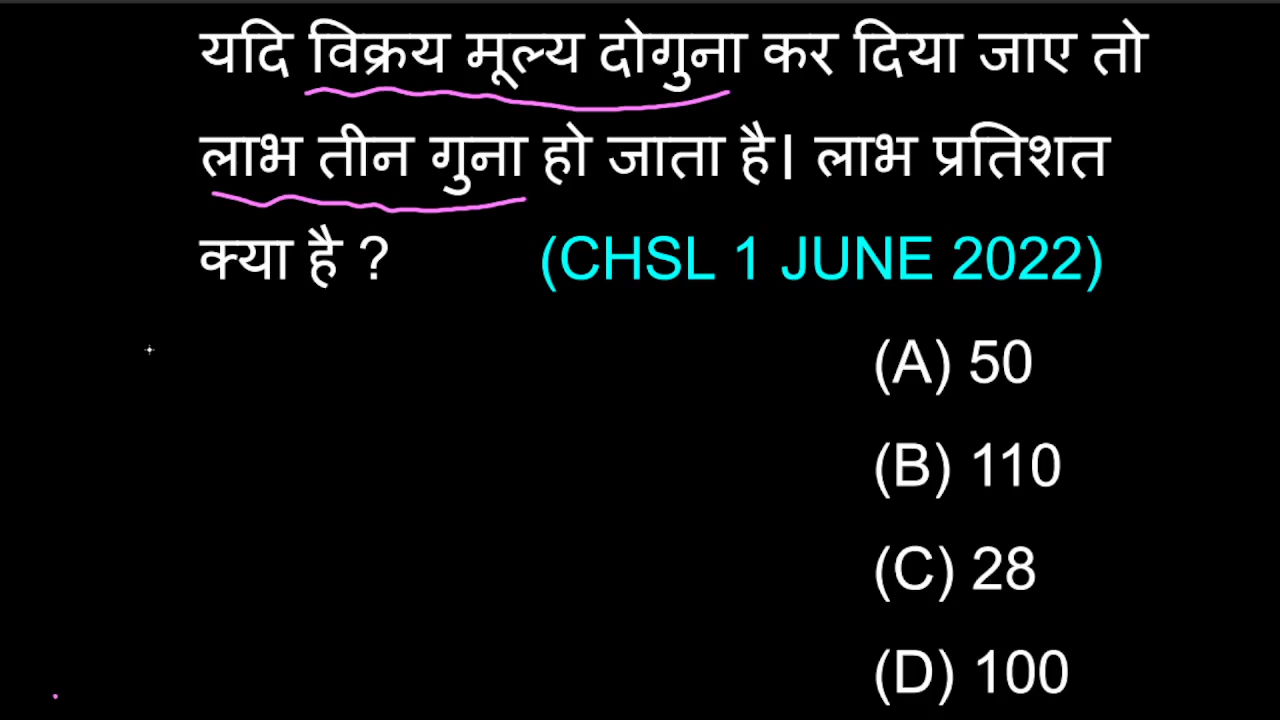 यदि विक्रय मूल्य दोगुना कर दिया जाए तो
लाभ तीन गुना हो जाता है। लाभ प्रतिशत
क्या है ? (CHSL 1 JUNE 2022)
(A) 50
(B) 110
(C) 28
(D) 100